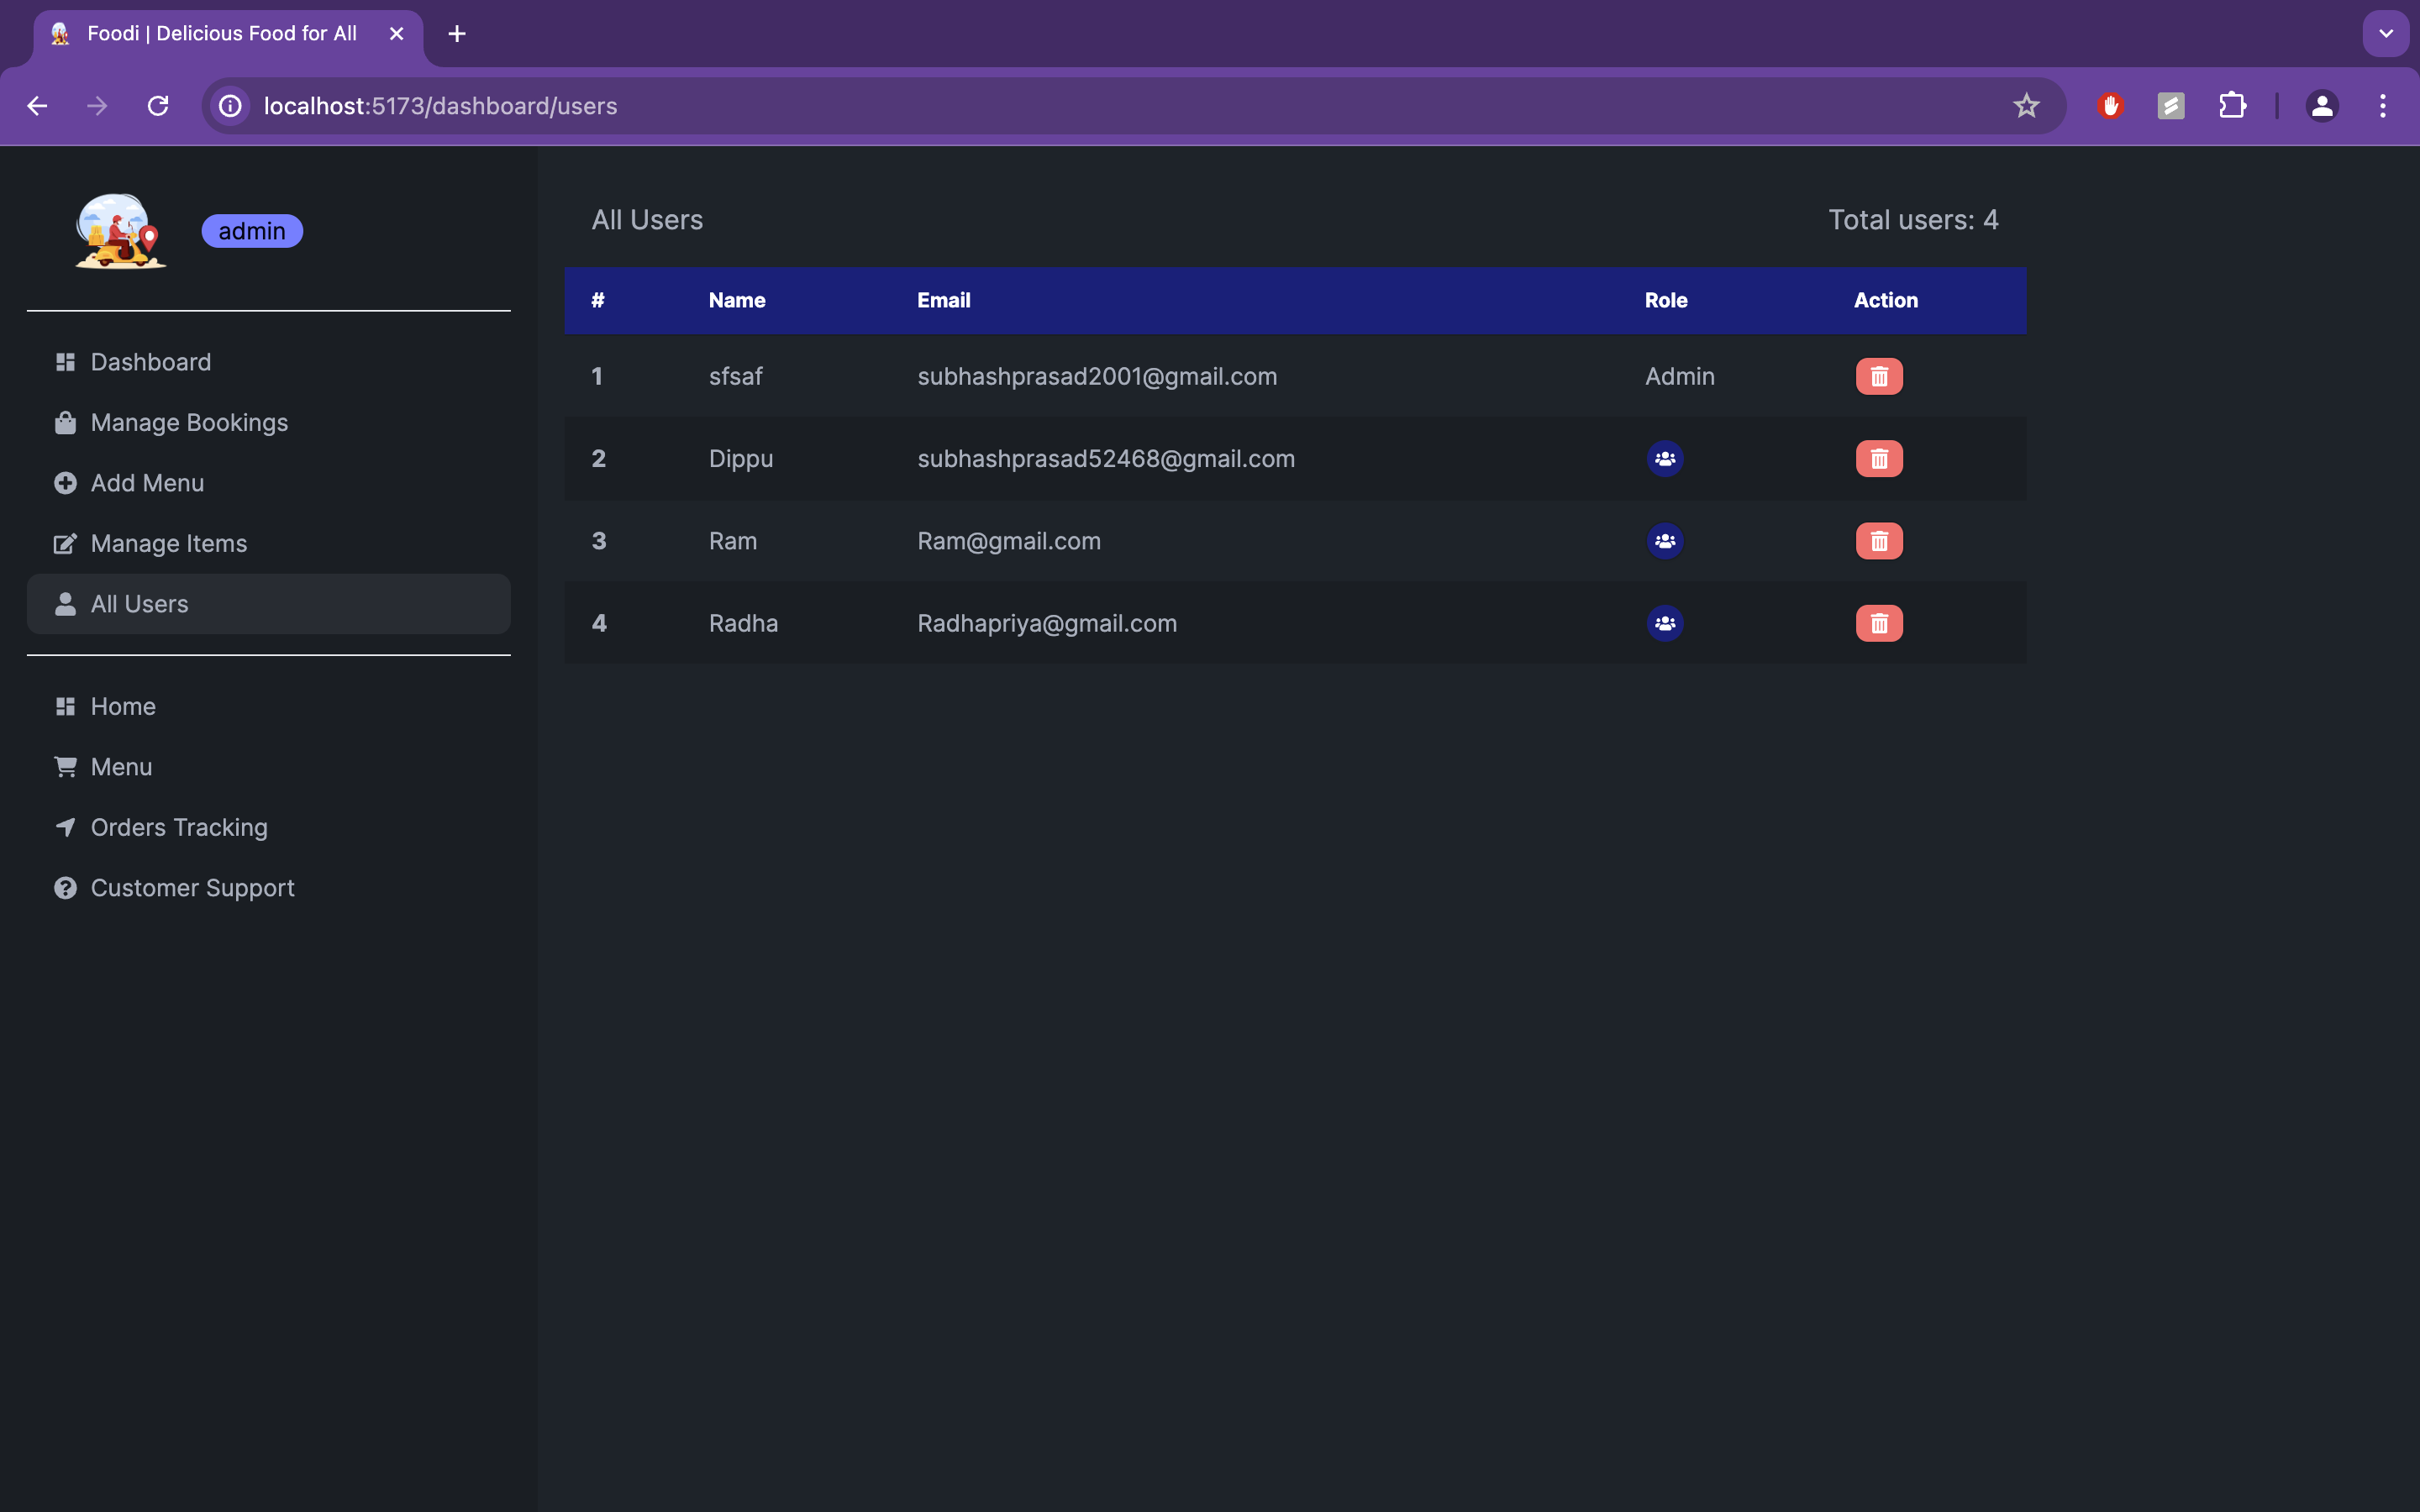 Foodi | Delicious Food for All
localhost:5173/dashboard/users
admin
Dashboard
Manage Bookings
Add Menu
Manage Items
All Users
Home
Menu
Orders Tracking
Customer Support
All Users Total users: 4
# Name Email Role Action
1 sfsaf subhashprasad2001@gmail.com Admin
2 Dippu subhashprasad52468@gmail.com
3 Ram Ram@gmail.com
4 Radha Radhapriya@gmail.com